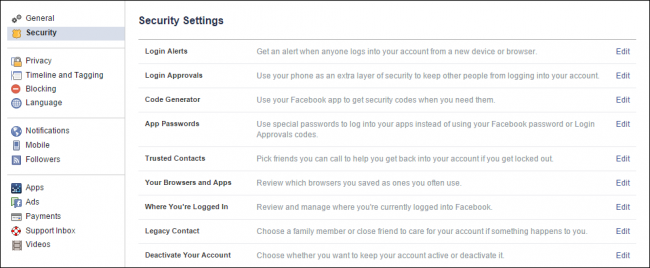 General
Security
Privacy
Timeline and Tagging
Blocking
Language
Notifications
Mobile
Followers
Apps
Ads
Payments
Support Inbox
Videos
Security Settings
Login Alerts Get an alert when anyone logs into your account from a new device or browser. Edit
Login Approvals Use your phone as an extra layer of security to keep other people from logging into your account. Edit
Code Generator Use your Facebook app to get security codes when you need them. Edit
App Passwords Use special passwords to log into your apps instead of using your Facebook password or Login Edit
Approvals codes.
Trusted Contacts Pick friends you can call to help you get back into your account if you get locked out. Edit
Your Browsers and Apps Review which browsers you saved as ones you often use. Edit
Where You're Logged In Review and manage where you're currently logged into Facebook. Edit
Legacy Contact Choose a family member or close friend to care for your account if something happens to you. Edit
Deactivate Your Account Choose whether you want to keep your account active or deactivate it. Edit